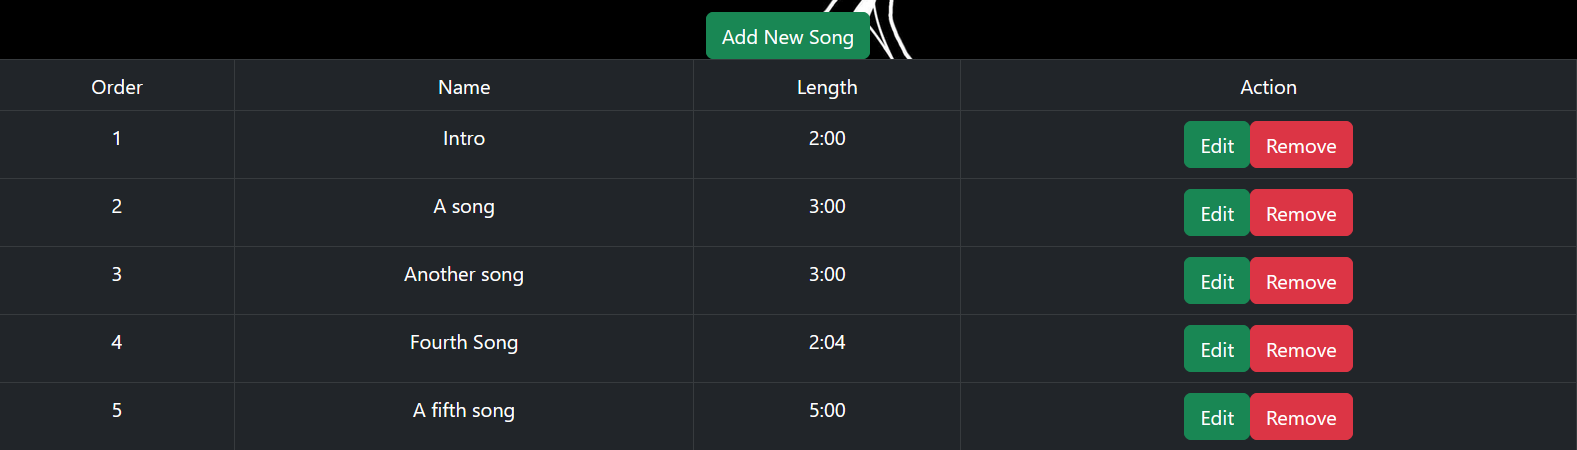 Add New Song
Order Name Length Action
1 Intro 2:00 Edit Remove
2 A song 3:00 Edit Remove
3 Another song 3:00 Edit Remove
4 Fourth Song 2:04 Edit Remove
5 A fifth song 5:00 Edit Remove